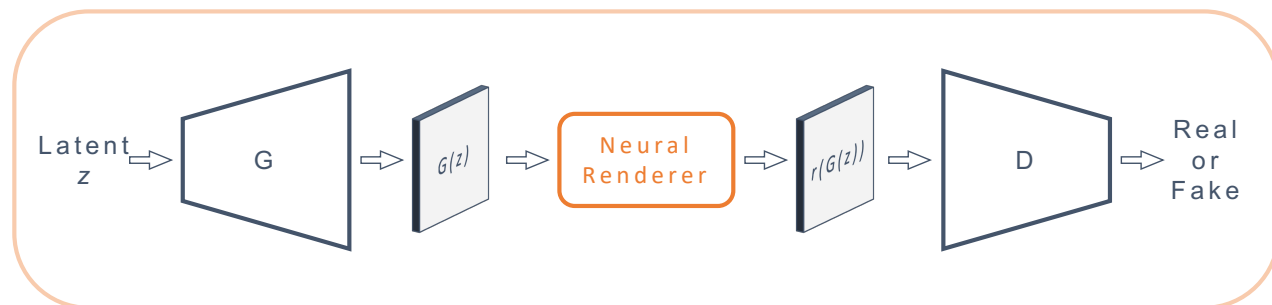 Latent
z
G
G(z)
Neural
Renderer
r(G(z))
D
Real
or
Fake